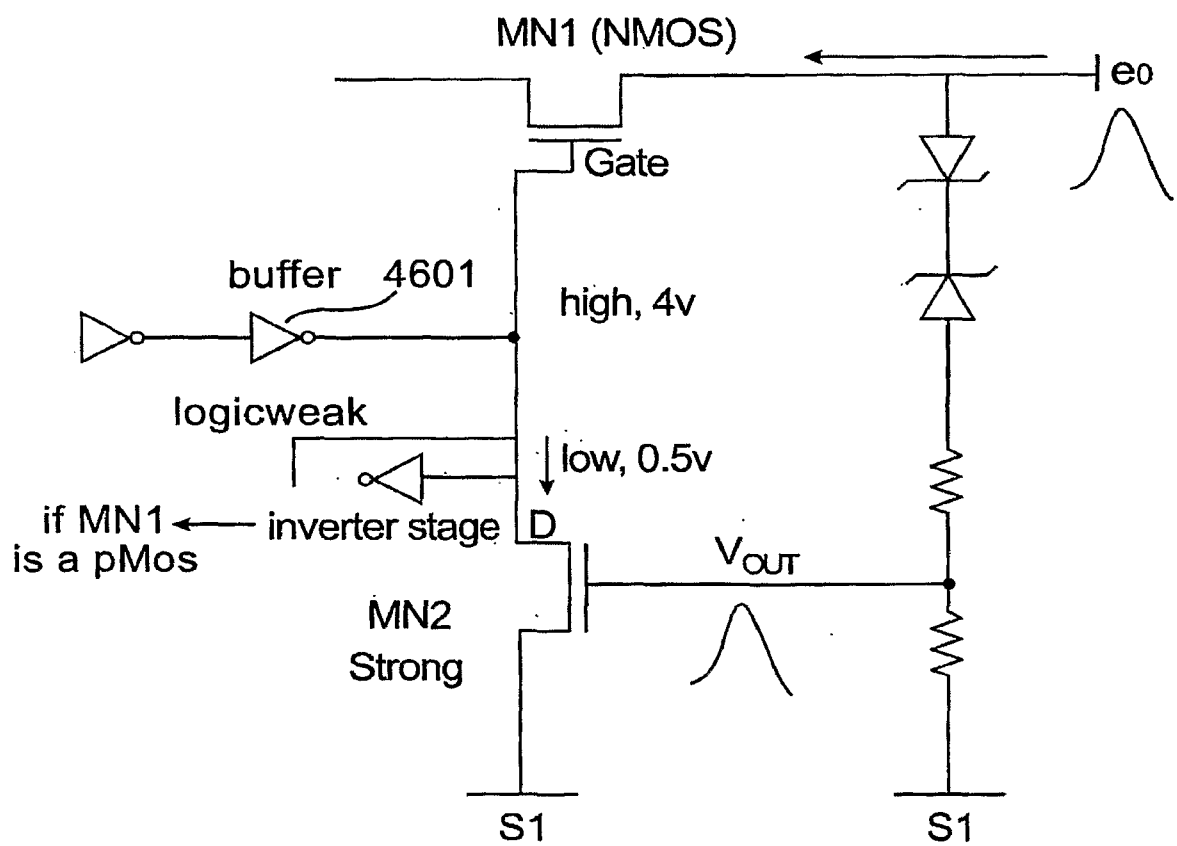 MN1 (NMOS)
e0
Gate
buffer 4601
high, 4v
logicweak
low, 0.5v
if MN1
is a pMos
inverter stage
D
VOUT
MN2
Strong
S1
S1